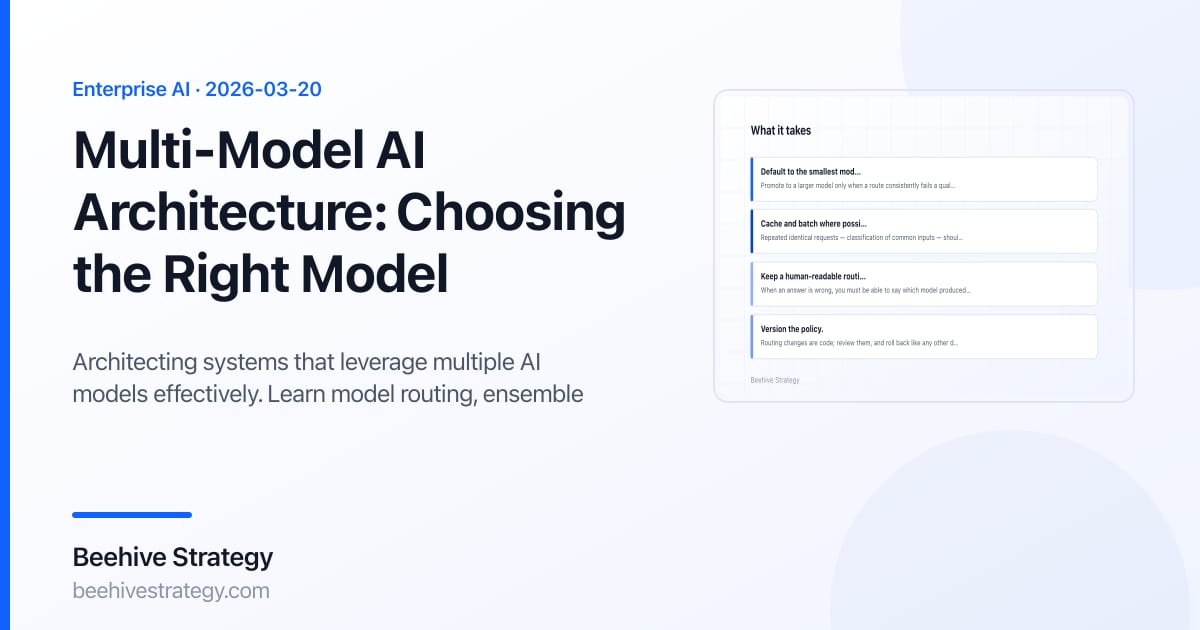 Enterprise AI · 2026-03-20
Multi-Model AI
Architecture: Choosing
the Right Model
Architecting systems that leverage multiple AI
models effectively. Learn model routing, ensemble
Beehive Strategy
beehivestrategy.com
What it takes
Default to the smallest mod...
Promote to a larger model only when a route consistently fails a qual...
Cache and batch where possi...
Repeated identical requests — classification of common inputs — shoul...
Keep a human-readable routi...
When an answer is wrong, you must be able to say which model produced...
Version the policy.
Routing changes are code; review them, and roll back like any other d...
Beehive Strategy